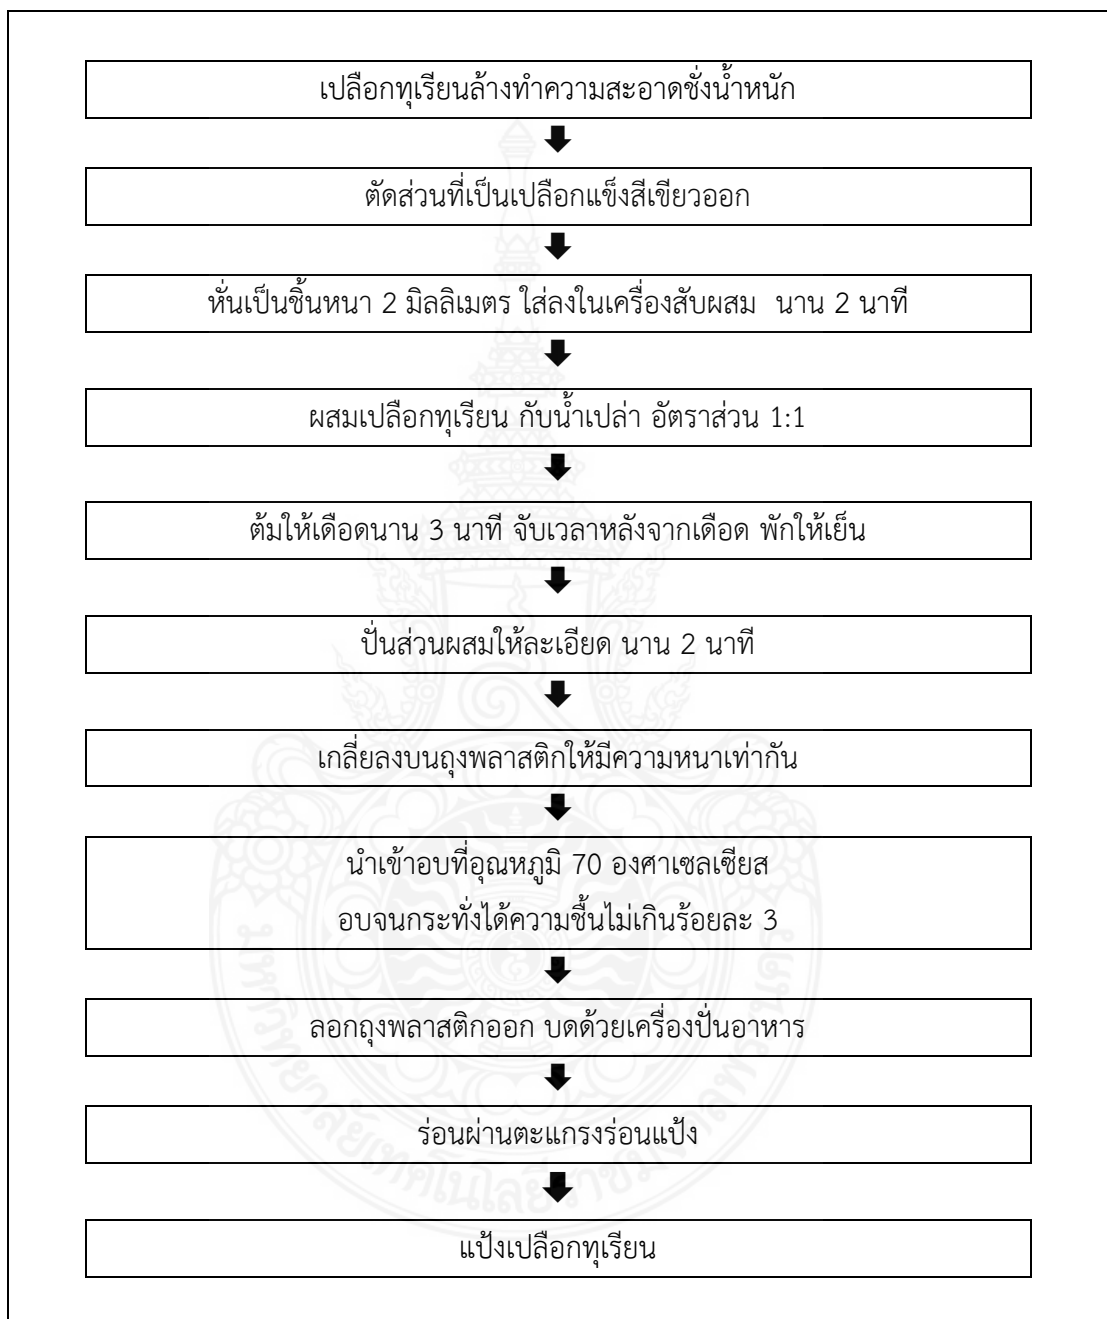 เปลือกทุเรียนล้างทำความสะอาดชั่งน้ำหนัก
ตัดส่วนที่เป็นเปลือกแข็งสีเขียวออก
หั่นเป็นชิ้นหนา 2 มิลลิเมตร ใส่ลงในเครื่องสับผสม นาน 2 นาที
ผสมเปลือกทุเรียน กับน้ำเปล่า อัตราส่วน 1:1
ต้มให้เดือดนาน 3 นาที จับเวลาหลังจากเดือด พักให้เย็น
ปั่นส่วนผสมให้ละเอียด นาน 2 นาที
เกลี่ยลงบนถุงพลาสติกให้มีความหนาเท่ากัน
นำเข้าอบที่อุณหภูมิ 70 องศาเซลเซียส
อบจนกระทั่งได้ความชื้นไม่เกินร้อยละ 3
ลอกถุงพลาสติกออก บดด้วยเครื่องปั่นอาหาร
ร่อนผ่านตะแกรงร่อนแป้ง
แป้งเปลือกทุเรียน